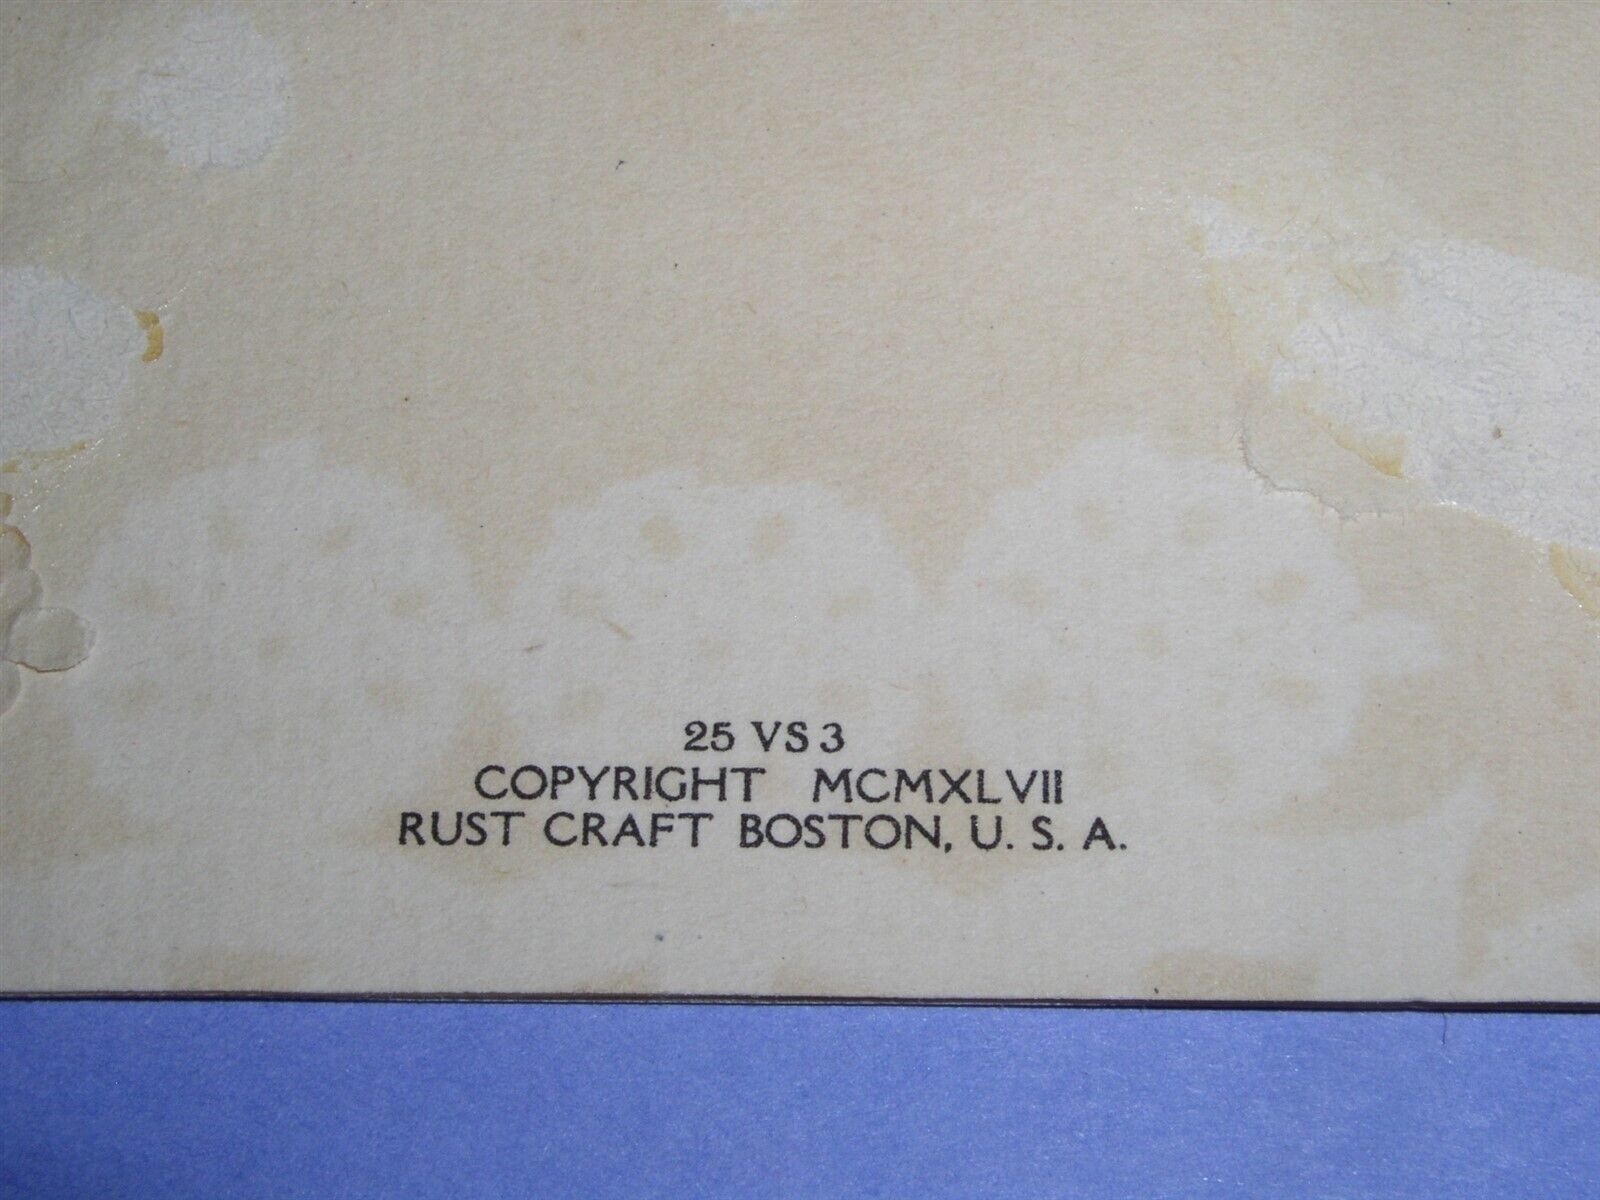 25 VS 3
COPYRIGHT MCMXLVII
RUST CRAFT BOSTON, U. S. A.